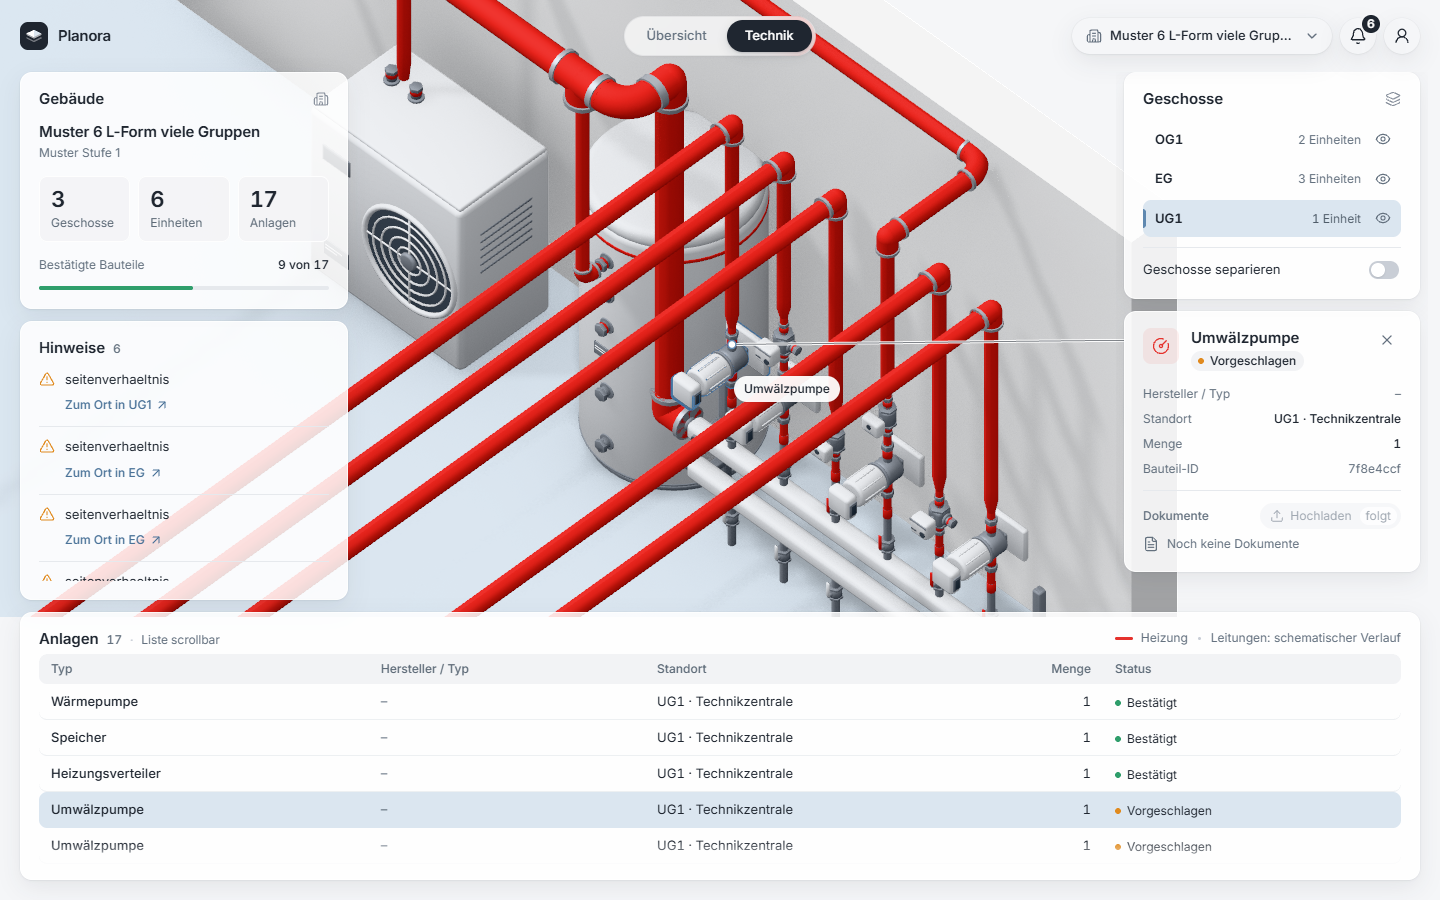 Planora
Übersicht
Technik
Muster 6 L-Form viele Grup...
6
Gebäude
Muster 6 L-Form viele Gruppen
Muster Stufe 1
3
Geschosse
6
Einheiten
17
Anlagen
Bestätigte Bauteile
9 von 17
Hinweise 6
seitenverhaeltnis
Zum Ort in UG1
seitenverhaeltnis
Zum Ort in EG
seitenverhaeltnis
Zum Ort in EG
seitenverhaeltnis
Umwälzpumpe
Geschosse
OG1 2 Einheiten
EG 3 Einheiten
UG1 1 Einheit
Geschosse separieren
Umwälzpumpe
Vorgeschlagen
Hersteller / Typ –
Standort UG1 · Technikzentrale
Menge 1
Bauteil-ID 7f8e4ccf
Dokumente Hochladen folgt
Noch keine Dokumente
Anlagen 17 · Liste scrollbar
Heizung • Leitungen: schematischer Verlauf
Typ Hersteller / Typ Standort Menge Status
Wärmepumpe – UG1 · Technikzentrale 1 Bestätigt
Speicher – UG1 · Technikzentrale 1 Bestätigt
Heizungsverteiler – UG1 · Technikzentrale 1 Bestätigt
Umwälzpumpe – UG1 · Technikzentrale 1 Vorgeschlagen
Umwälzpumpe – UG1 · Technikzentrale 1 Vorgeschlagen